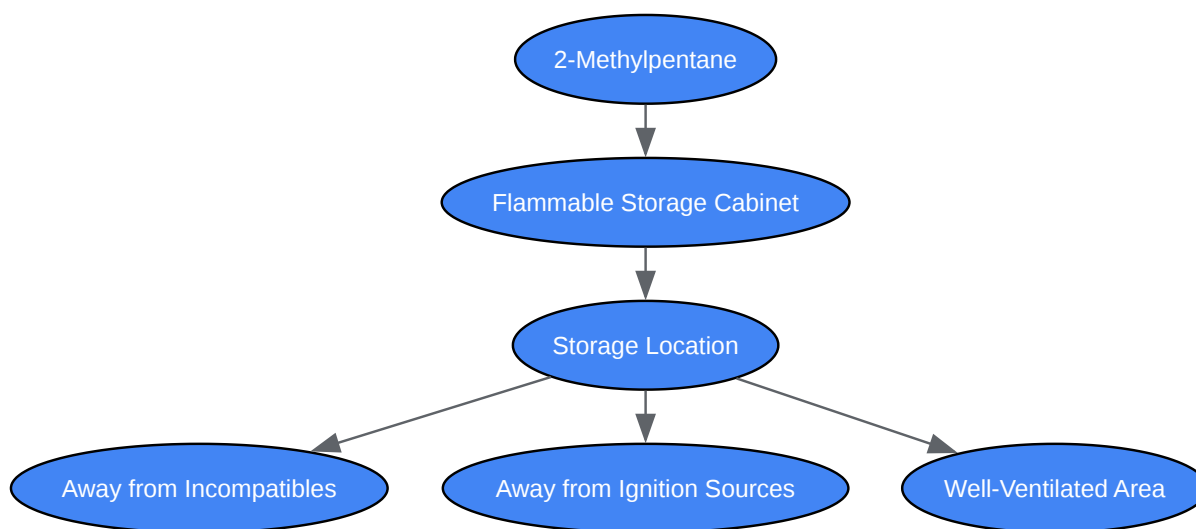 2-Methylpentane
Flammable Storage Cabinet
Storage Location
Away from Incompatibles
Away from Ignition Sources
Well-Ventilated Area